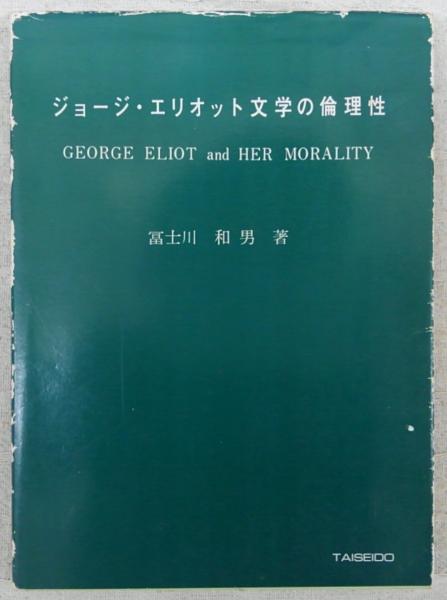 ジョージ・エリオット文学の倫理性
GEORGE ELIOT and HER MORALITY
冨士川 和男 著
TAISEIDO